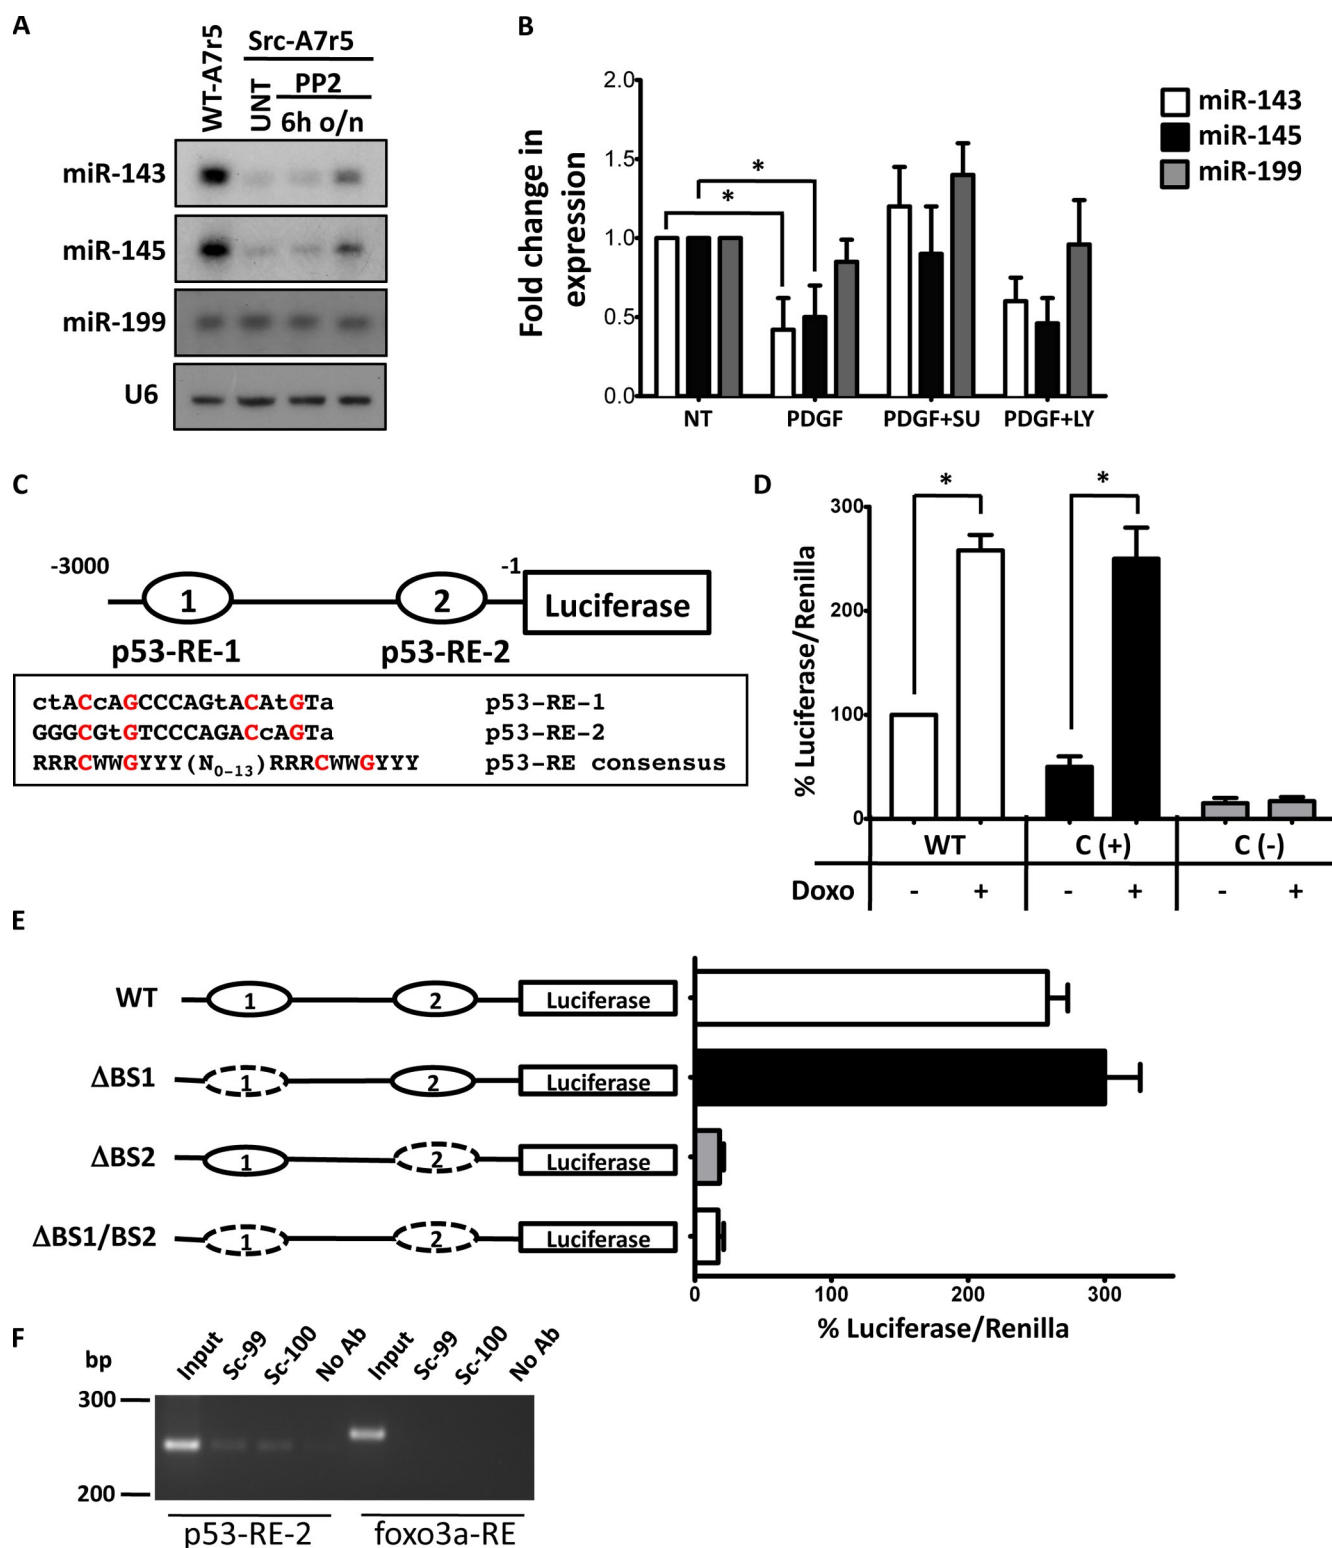 A
WT-A7r5
Src-A7r5
UNT
PP2
6h o/n
miR-143
miR-145
miR-199
U6
B
Fold change in expression
2.0
1.5
1.0
0.5
0.0
*
*
NT
PDGF
PDGF+SU
PDGF+LY
miR-143
miR-145
miR-199
C
-3000
-1
1
2
Luciferase
p53-RE-1
p53-RE-2
ctACcAGCCCAGtACAtGTa p53-RE-1
GGGCGtGTCCCAGACcAGTa p53-RE-2
RRRCWWGYYY(N0-13)RRRCWWGYYY p53-RE consensus
D
% Luciferase/Renilla
300
200
100
0
*
*
WT
C (+)
C (-)
Doxo - + - + - +
E
WT 1 2 Luciferase
ΔBS1 1 2 Luciferase
ΔBS2 1 2 Luciferase
ΔBS1/BS2 1 2 Luciferase
0 100 200 300
% Luciferase/Renilla
F
bp
Input Sc-99 Sc-100 No Ab Input Sc-99 Sc-100 No Ab
300
200
p53-RE-2
foxo3a-RE